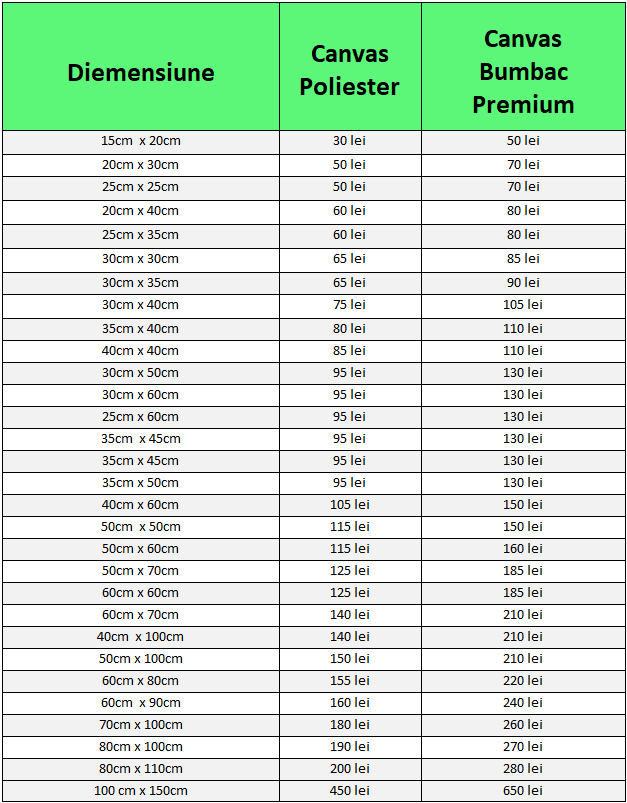 Diemensiune Canvas Poliester Canvas Bumbac Premium
15cm  x 20cm 30 lei 50 lei
20cm x 30cm 50 lei 70 lei
25cm x 25cm 50 lei 70 lei
20cm x 40cm 60 lei 80 lei
25cm x 35cm 60 lei 80 lei
30cm x 30cm 65 lei 85 lei
30cm x 35cm 65 lei 90 lei
30cm x 40cm 75 lei 105 lei
35cm x 40cm 80 lei 110 lei
40cm x 40cm 85 lei 110 lei
30cm x 50cm 95 lei 130 lei
30cm x 60cm 95 lei 130 lei
25cm x 60cm 95 lei 130 lei
35cm  x 45cm 95 lei 130 lei
35cm x 45cm 95 lei 130 lei
35cm x 50cm 95 lei 130 lei
40cm x 60cm 105 lei 150 lei
50cm  x 50cm 115 lei 150 lei
50cm x 60cm 115 lei 160 lei
50cm x 70cm 125 lei 185 lei
60cm x 60cm 125 lei 185 lei
60cm x 70cm 140 lei 210 lei
40cm  x 100cm 140 lei 210 lei
50cm x 100cm 150 lei 210 lei
60cm x 80cm 155 lei 220 lei
60cm  x 90cm 160 lei 240 lei
70cm x 100cm 180 lei 260 lei
80cm x 100cm 190 lei 270 lei
80cm x 110cm 200 lei 280 lei
100 cm x 150cm 450 lei 650 lei